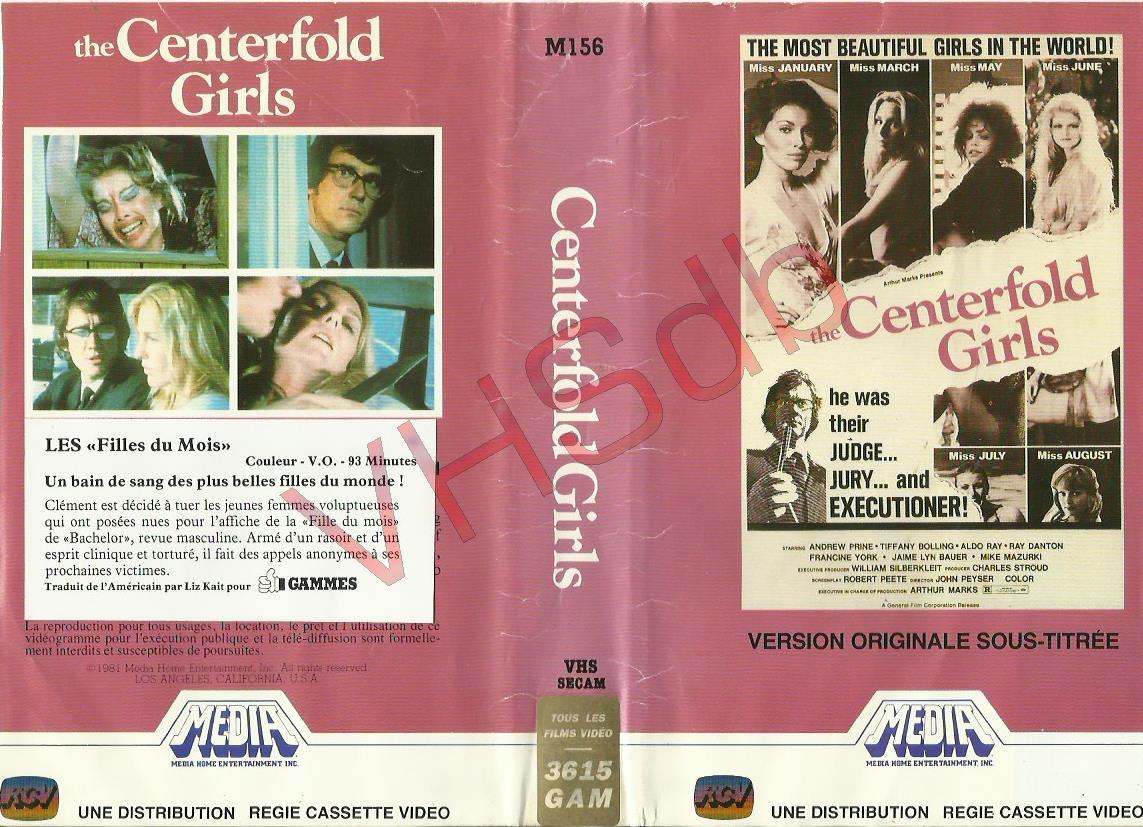 the Centerfold
Girls
LES «Filles du Mois»
Couleur - V.O. - 93 Minutes
Un bain de sang des plus belles filles du monde !
Clément est décidé à tuer les jeunes femmes voluptueuses
qui ont posées nues pour l'affiche de la «Fille du mois»
de «Bachelor», revue masculine. Armé d'un rasoir et d'un
esprit clinique et torturé, il fait des appels anonymes à ses
prochaines victimes.
Traduit de l'Américain par Liz Kait pour GAMMES
La reproduction pour tous usages, la location, le prêt et l'utilisation de ce
vidéogramme pour l'exécution publique et la télé-diffusion sont formelle-
ment interdits et susceptibles de poursuites.
©1981 Media Home Entertainment, Inc. All rights reserved
LOS ANGELES, CALIFORNIA, U.S.A.
MEDIA
MEDIA HOME ENTERTAINMENT, INC.
RCV
UNE DISTRIBUTION REGIE CASSETTE VIDEO
M156
Centerfold Girls
VHS
SECAM
TOUS LES
FILMS VIDÉO
3615
GAM
THE MOST BEAUTIFUL GIRLS IN THE WORLD!
Miss JANUARY Miss MARCH Miss MAY Miss JUNE
Arthur Marks Presents
the Centerfold
Girls
he was
their
JUDGE...
JURY... and
EXECUTIONER!
Miss JULY Miss AUGUST
STARRING ANDREW PRINE • TIFFANY BOLLING • ALDO RAY • RAY DANTON
FRANCINE YORK • JAIME LYN BAUER • MIKE MAZURKI
EXECUTIVE PRODUCER WILLIAM SILBERKLEIT PRODUCER CHARLES STROUD
SCREENPLAY ROBERT PEETE DIRECTOR JOHN PEYSER COLOR
EXECUTIVE IN CHARGE OF PRODUCTION ARTHUR MARKS R
A General Film Corporation Release
VERSION ORIGINALE SOUS-TITRÉE
MEDIA
MEDIA HOME ENTERTAINMENT, INC.
RCV
UNE DISTRIBUTION REGIE CASSETTE VIDEO
VHSdb